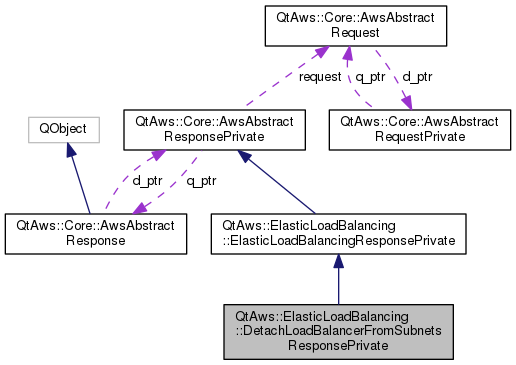 QtAws::Core::AwsAbstract
Request
request
q_ptr
d_ptr
QObject
QtAws::Core::AwsAbstract
ResponsePrivate
QtAws::Core::AwsAbstract
RequestPrivate
d_ptr
q_ptr
QtAws::Core::AwsAbstract
Response
QtAws::ElasticLoadBalancing
::ElasticLoadBalancingResponsePrivate
QtAws::ElasticLoadBalancing
::DetachLoadBalancerFromSubnets
ResponsePrivate